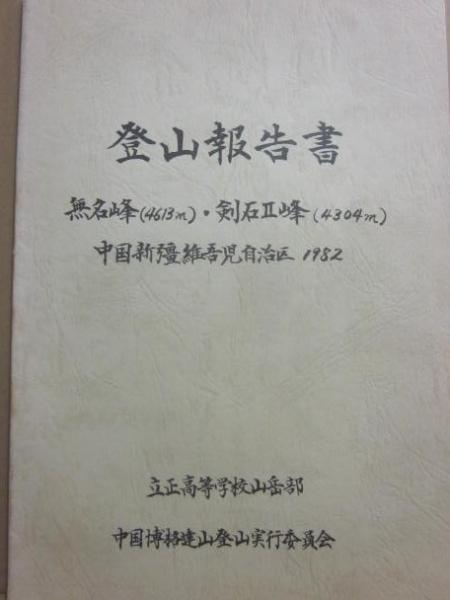 登山報告書
無名峰(4613m)・剣石Ⅱ峰(4304m)
中国新疆維吾児自治区 1982
立正高等学校山岳部
中国博格達山登山実行委員会